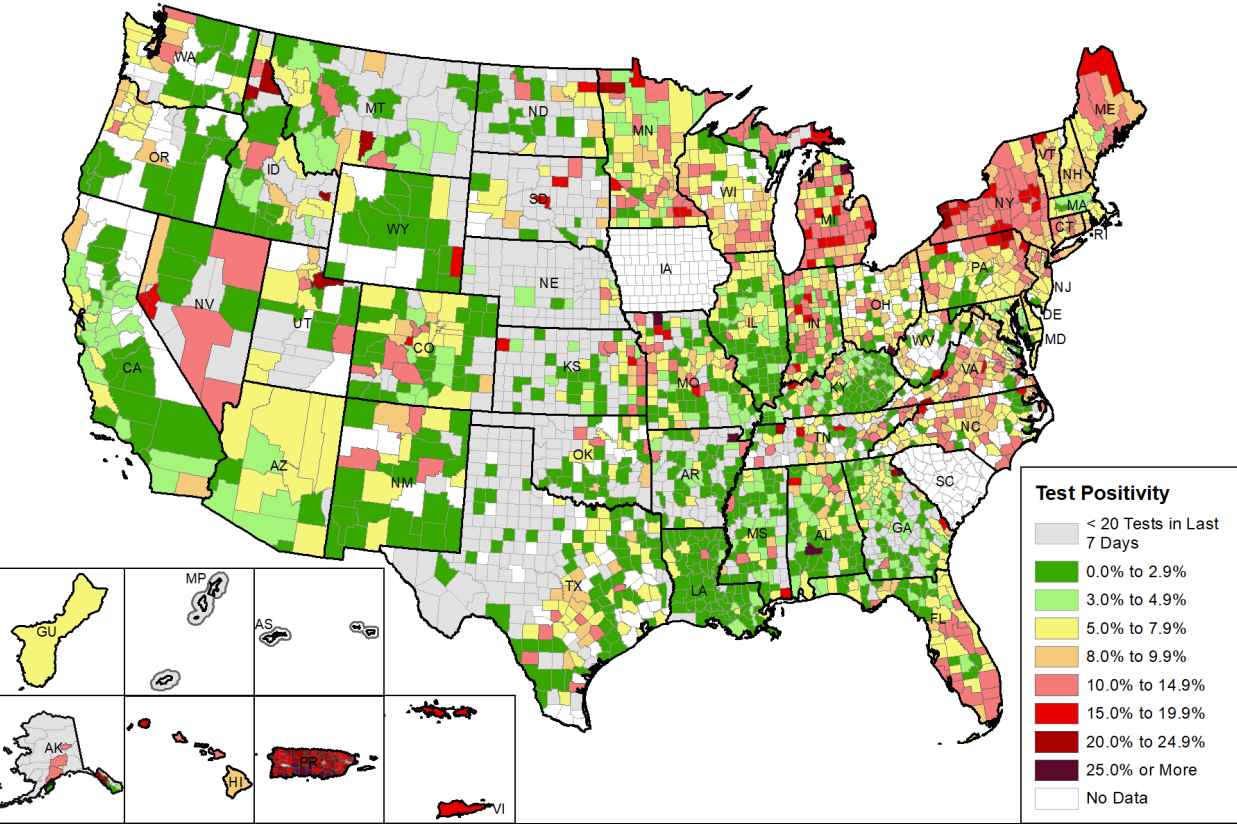 WA
MT
ND
MN
ME
OR
ID
SD
WI
VT
NH
WY
MI
NY
MA
CT
RI
NE
IA
PA
NJ
NV
UT
CO
IL
IN
OH
DE
MD
CA
KS
MO
KY
WV
VA
AZ
NM
OK
AR
TN
NC
SC
MS
AL
GA
TX
LA
FL
GU
MP
AS
AK
HI
PR
VI
Test Positivity
< 20 Tests in Last
7 Days
0.0% to 2.9%
3.0% to 4.9%
5.0% to 7.9%
8.0% to 9.9%
10.0% to 14.9%
15.0% to 19.9%
20.0% to 24.9%
25.0% or More
No Data